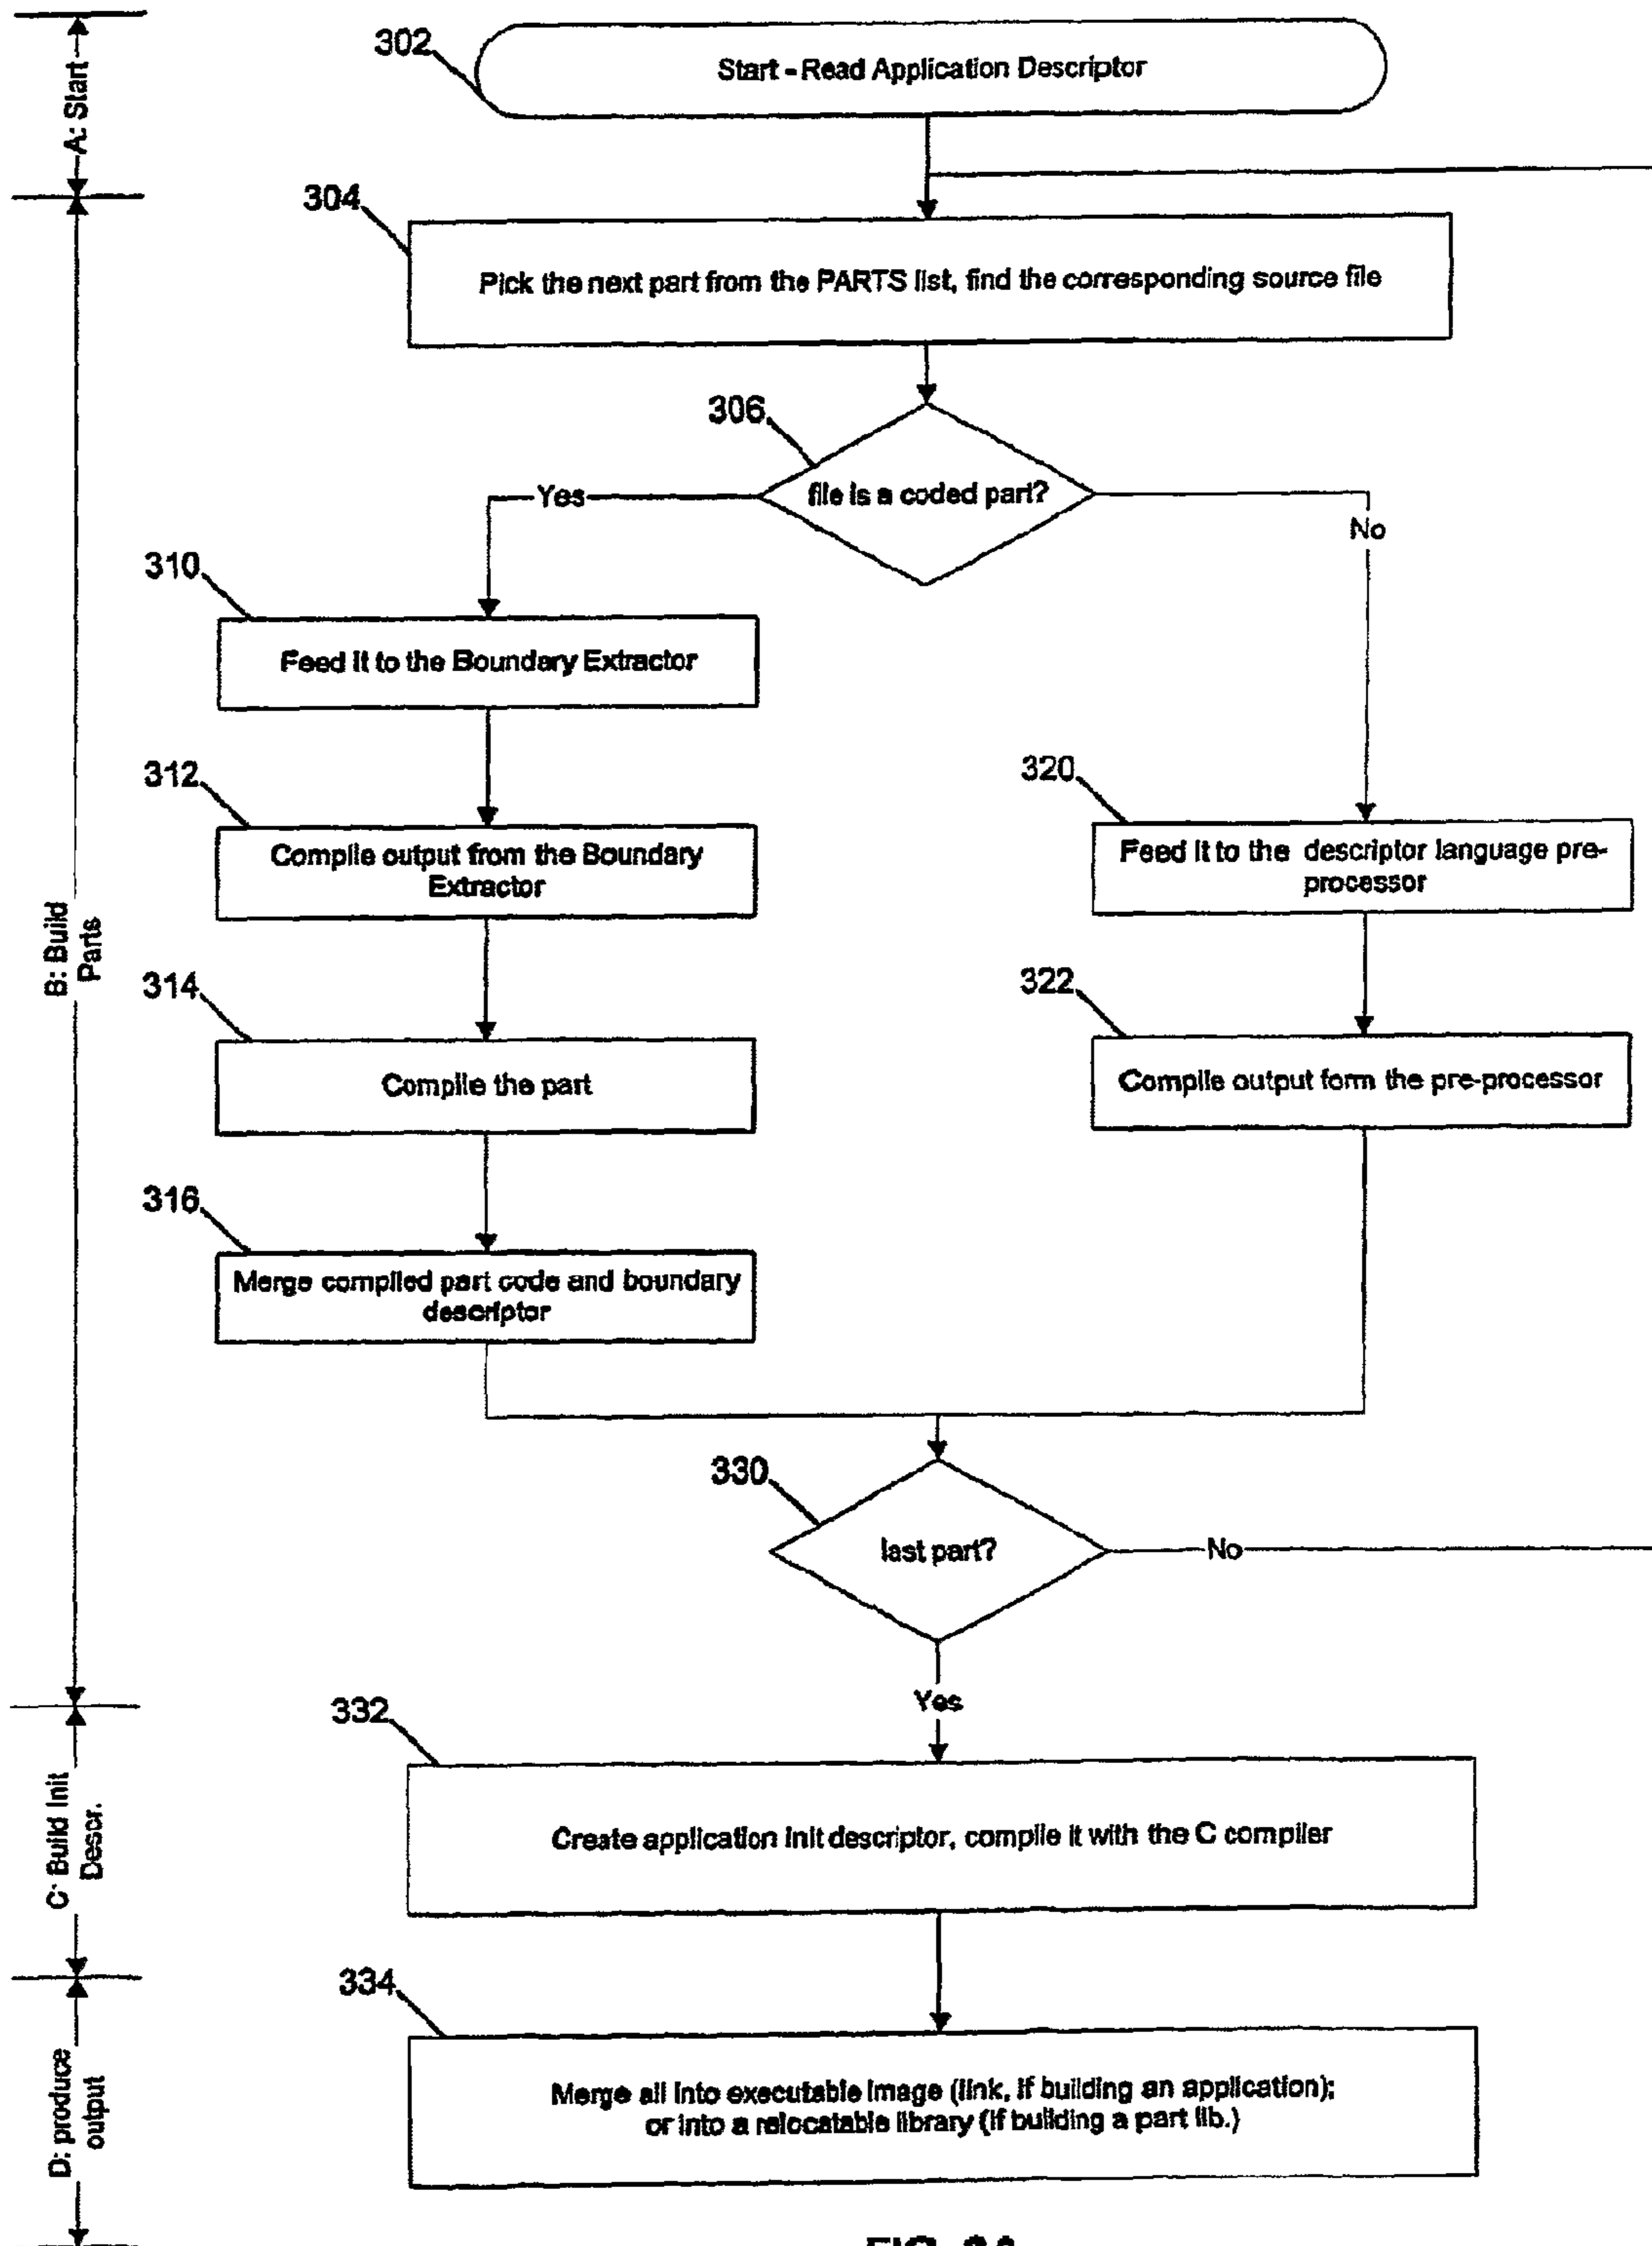 302
Start - Read Application Descriptor
A: Start
304
Pick the next part from the PARTS list, find the corresponding source file
306
file is a coded part?
Yes
No
310
Feed it to the Boundary Extractor
312
Compile output from the Boundary
Extractor
320
Feed it to the descriptor language pre-
processor
B: Build
Parts
314
Compile the part
322
Compile output form the pre-processor
316
Merge compiled part code and boundary
descriptor
330
last part?
No
Yes
332
Create application init descriptor, compile it with the C compiler
C: Build Init
Descr.
334
Merge all into executable image (link, if building an application);
or into a relocatable library (if building a part lib.)
D: produce
output